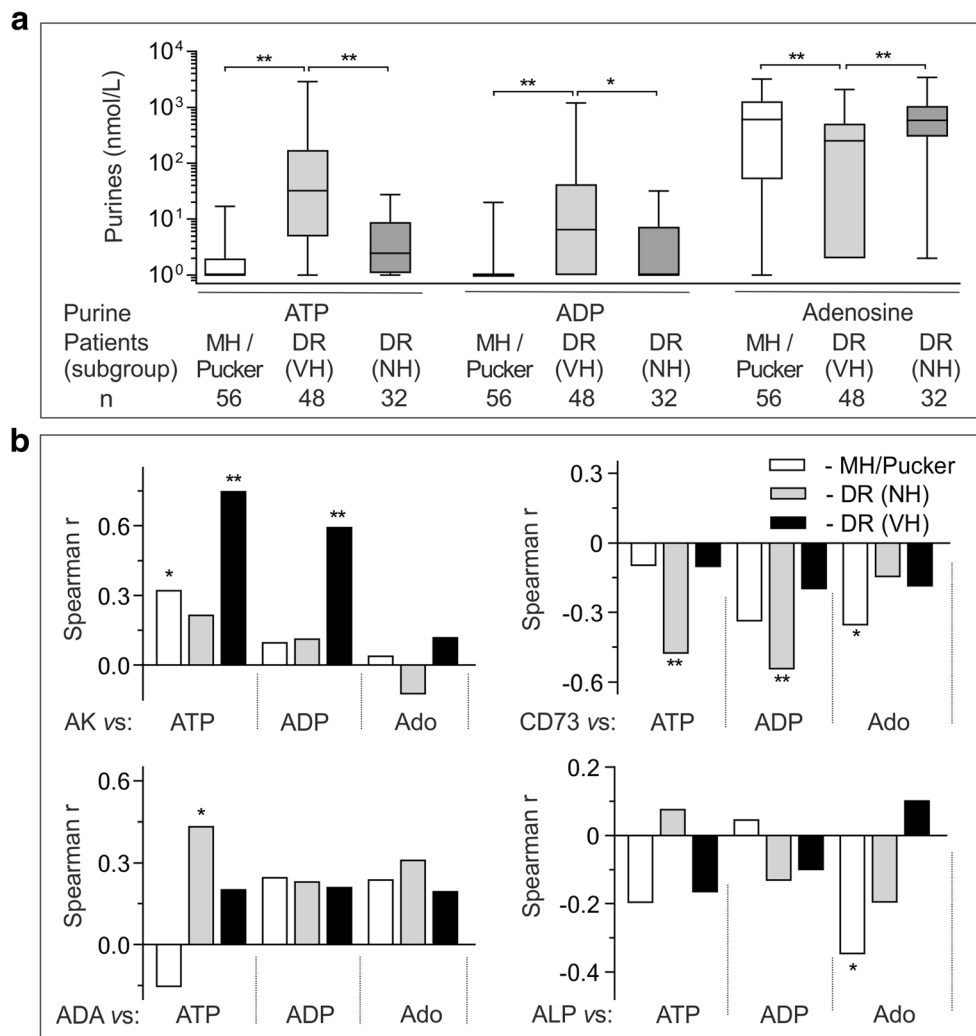 a
Purines (nmol/L)
10⁴
10³
10²
10¹
10⁰
** ** ** * ** **
Purine ATP ADP Adenosine
Patients MH / DR DR MH / DR DR MH / DR DR
(subgroup) Pucker (VH) (NH) Pucker (VH) (NH) Pucker (VH) (NH)
n 56 48 32 56 48 32 56 48 32
b
Spearman r
0.6
0.3
0.0
* ** **
AK vs: ATP ADP Ado
- MH/Pucker
- DR (NH)
- DR (VH)
Spearman r
0.3
0
-0.3
-0.6
** ** *
CD73 vs: ATP ADP Ado
Spearman r
0.6
0.3
0.0
*
ADA vs: ATP ADP Ado
Spearman r
0.2
0
-0.2
-0.4
*
ALP vs: ATP ADP Ado